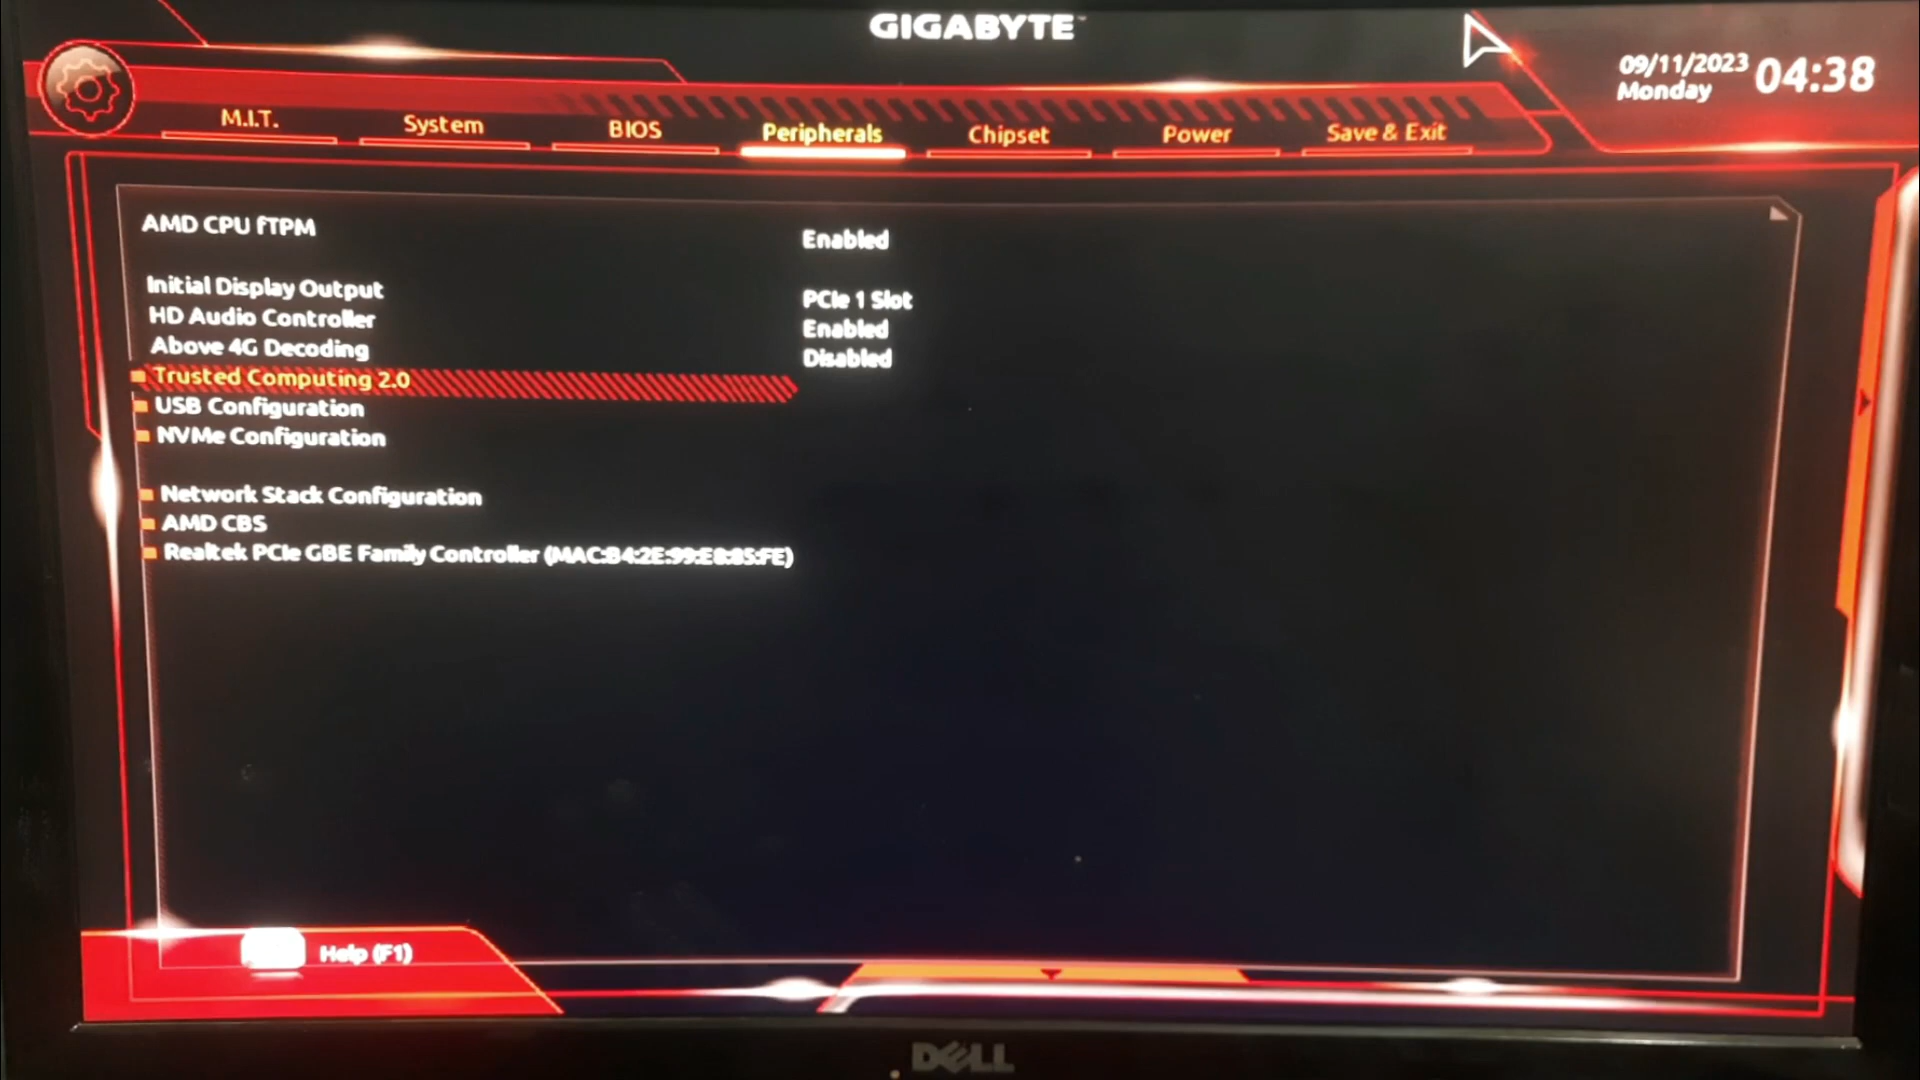 GIGABYTE
09/11/2023
Monday
04:38
M.I.T.
System
BIOS
Peripherals
Chipset
Power
Save & Exit
AMD CPU fTPM
Enabled
Initial Display Output
PCIe 1 Slot
HD Audio Controller
Enabled
Above 4G Decoding
Disabled
Trusted Computing 2.0
USB Configuration
NVMe Configuration
Network Stack Configuration
AMD CBS
Realtek PCIe GBE Family Controller (MAC:B4:2E:99:E8:85:FE)
Help (F1)
DELL